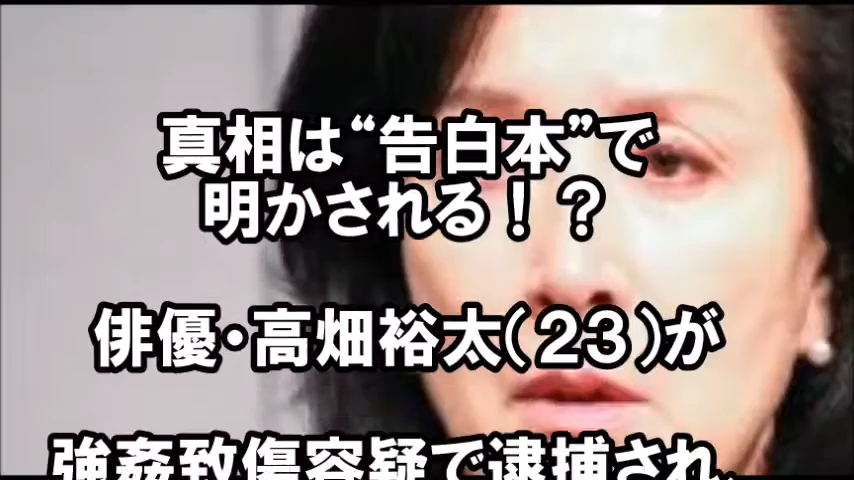 真相は“告白本”で
明かされる！？
俳優・高畑裕太（２３）が
強姦致傷容疑で逮捕され、